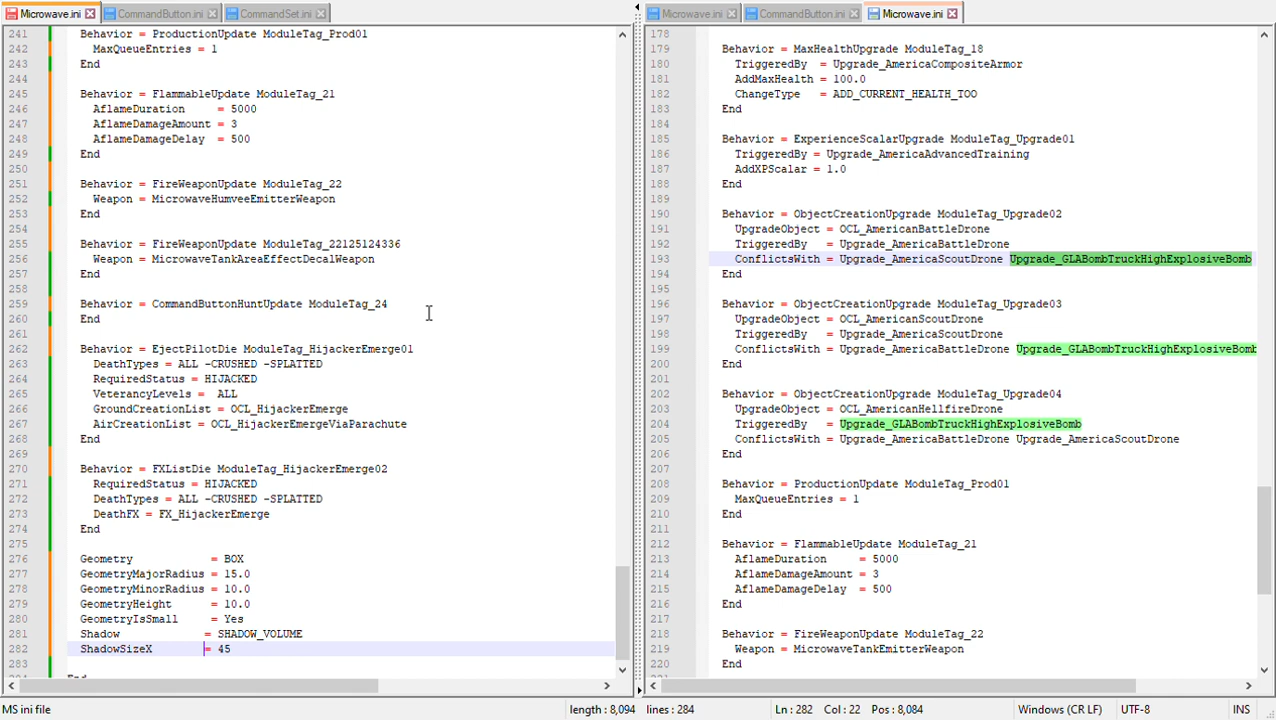 Microwave.ini
CommandButton.ini
CommandSet.ini
241 Behavior = ProductionUpdate ModuleTag_Prod01
242 MaxQueueEntries = 1
243 End
244
245 Behavior = FlammableUpdate ModuleTag_21
246 AflameDuration = 5000
247 AflameDamageAmount = 3
248 AflameDamageDelay = 500
249 End
250
251 Behavior = FireWeaponUpdate ModuleTag_22
252 Weapon = MicrowaveHumveeEmitterWeapon
253 End
254
255 Behavior = FireWeaponUpdate ModuleTag_22125124336
256 Weapon = MicrowaveTankAreaEffectDecalWeapon
257 End
258
259 Behavior = CommandButtonHuntUpdate ModuleTag_24
260 End
261
262 Behavior = EjectPilotDie ModuleTag_HijackerEmerge01
263 DeathTypes = ALL -CRUSHED -SPLATTED
264 RequiredStatus = HIJACKED
265 VeterancyLevels = ALL
266 GroundCreationList = OCL_HijackerEmerge
267 AirCreationList = OCL_HijackerEmergeViaParachute
268 End
269
270 Behavior = FXListDie ModuleTag_HijackerEmerge02
271 RequiredStatus = HIJACKED
272 DeathTypes = ALL -CRUSHED -SPLATTED
273 DeathFX = FX_HijackerEmerge
274 End
275
276 Geometry = BOX
277 GeometryMajorRadius = 15.0
278 GeometryMinorRadius = 10.0
279 GeometryHeight = 10.0
280 GeometryIsSmall = Yes
281 Shadow = SHADOW_VOLUME
282 ShadowSizeX = 45
283
Microwave.ini
CommandButton.ini
Microwave.ini
178
179 Behavior = MaxHealthUpgrade ModuleTag_18
180 TriggeredBy = Upgrade_AmericaCompositeArmor
181 AddMaxHealth = 100.0
182 ChangeType = ADD_CURRENT_HEALTH_TOO
183 End
184
185 Behavior = ExperienceScalarUpgrade ModuleTag_Upgrade01
186 TriggeredBy = Upgrade_AmericaAdvancedTraining
187 AddXPScalar = 1.0
188 End
189
190 Behavior = ObjectCreationUpgrade ModuleTag_Upgrade02
191 UpgradeObject = OCL_AmericanBattleDrone
192 TriggeredBy = Upgrade_AmericaBattleDrone
193 ConflictsWith = Upgrade_AmericaScoutDrone Upgrade_GLABombTruckHighExplosiveBomb
194 End
195
196 Behavior = ObjectCreationUpgrade ModuleTag_Upgrade03
197 UpgradeObject = OCL_AmericanScoutDrone
198 TriggeredBy = Upgrade_AmericaScoutDrone
199 ConflictsWith = Upgrade_AmericaBattleDrone Upgrade_GLABombTruckHighExplosiveBomb
200 End
201
202 Behavior = ObjectCreationUpgrade ModuleTag_Upgrade04
203 UpgradeObject = OCL_AmericanHellfireDrone
204 TriggeredBy = Upgrade_GLABombTruckHighExplosiveBomb
205 ConflictsWith = Upgrade_AmericaBattleDrone Upgrade_AmericaScoutDrone
206 End
207
208 Behavior = ProductionUpdate ModuleTag_Prod01
209 MaxQueueEntries = 1
210 End
211
212 Behavior = FlammableUpdate ModuleTag_21
213 AflameDuration = 5000
214 AflameDamageAmount = 3
215 AflameDamageDelay = 500
216 End
217
218 Behavior = FireWeaponUpdate ModuleTag_22
219 Weapon = MicrowaveTankEmitterWeapon
220 End
MS ini file
length : 8,094 lines : 284
Ln : 282 Col : 22 Pos : 8,084
Windows (CR LF)
UTF-8
INS